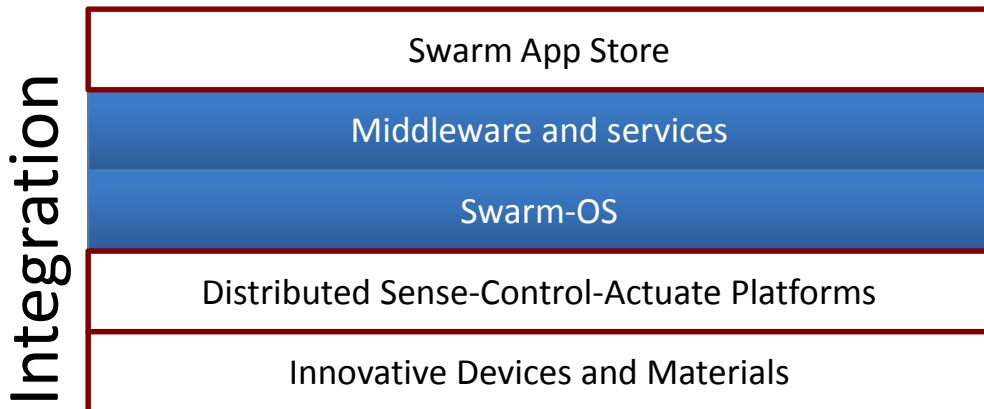 Integration
Swarm App Store
Middleware and services
Swarm-OS
Distributed Sense-Control-Actuate Platforms
Innovative Devices and Materials